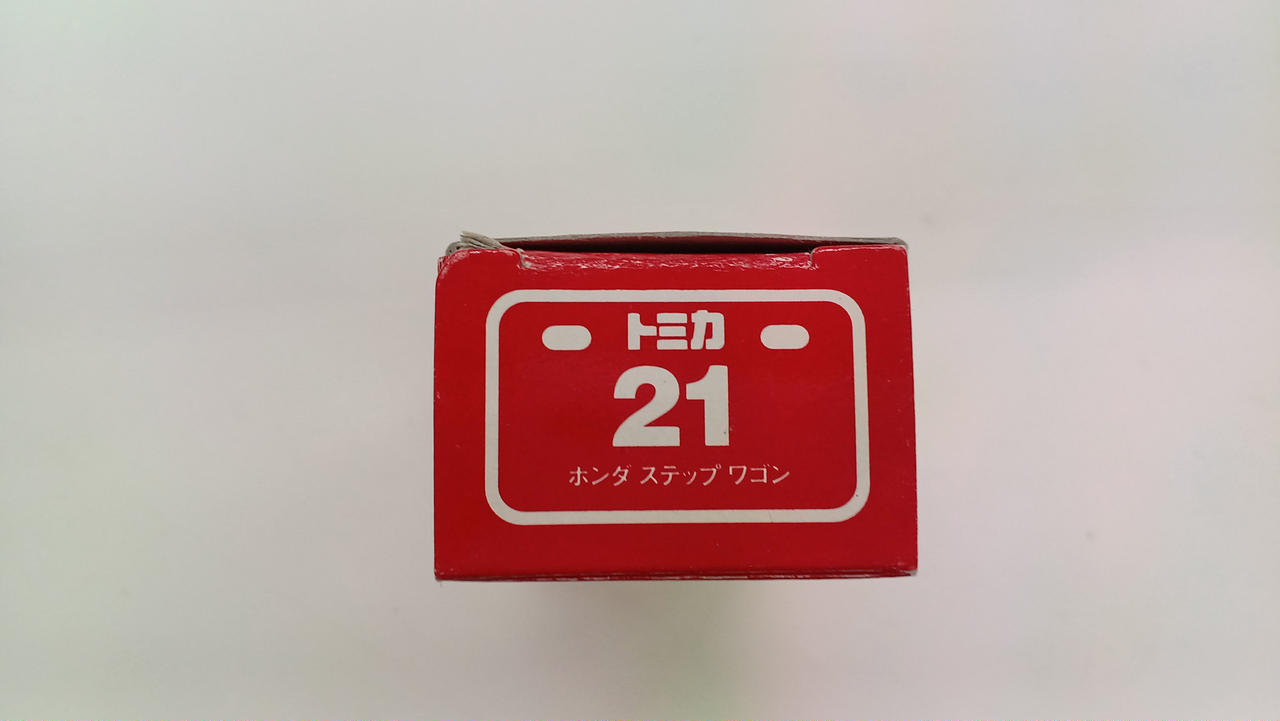 トミカ
21
ホンダ ステップ ワゴン